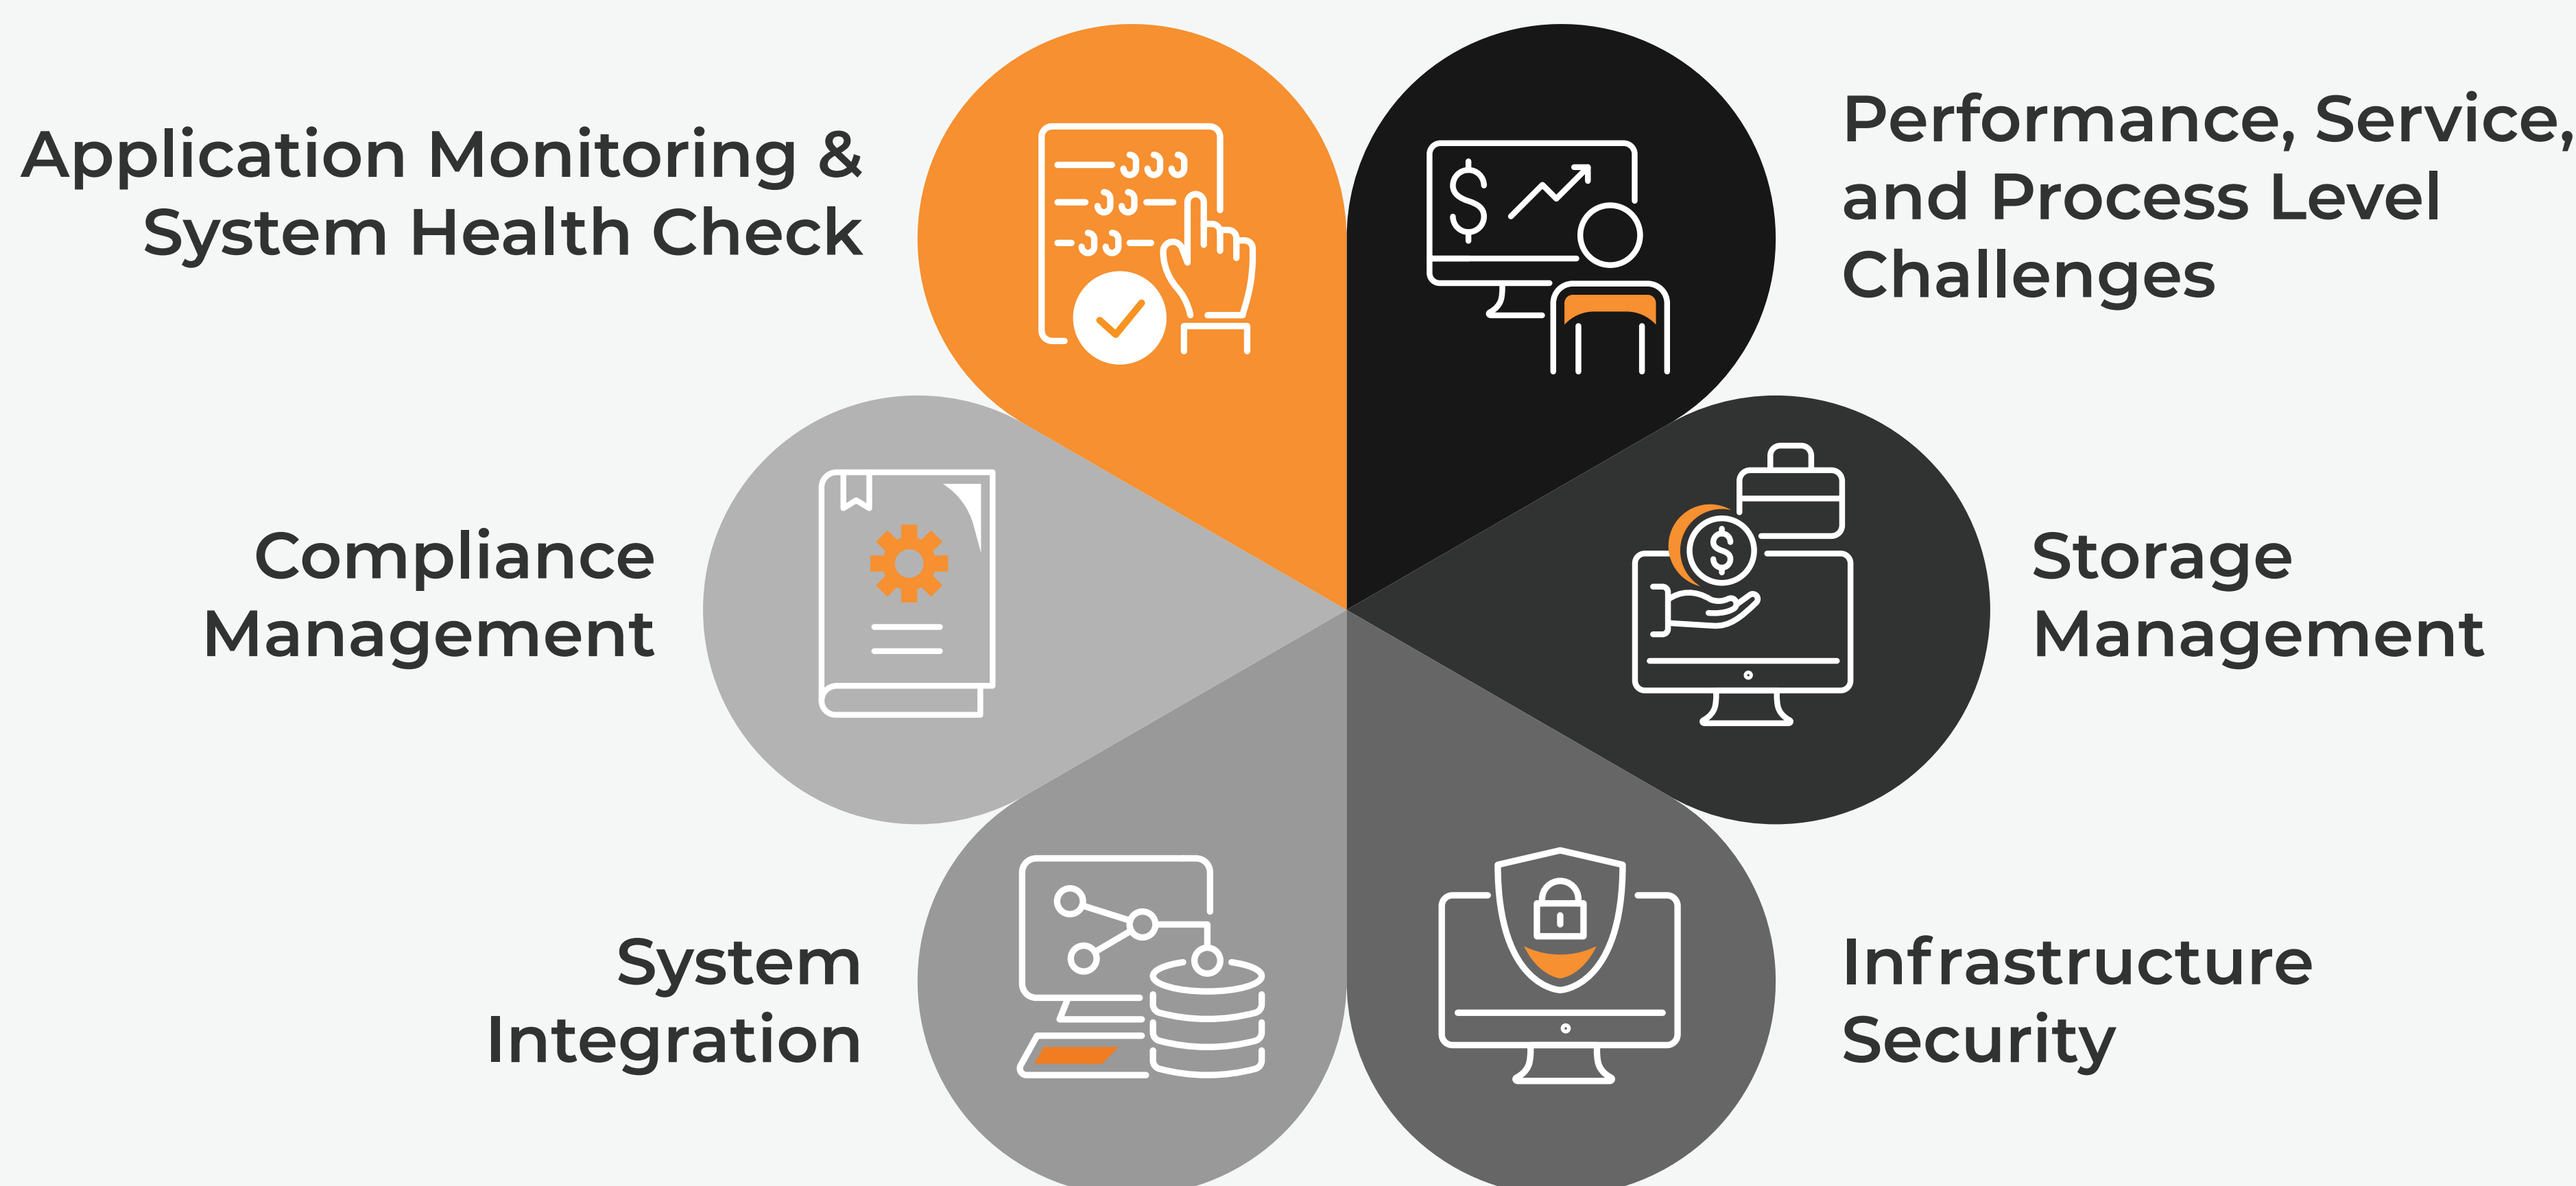 Application Monitoring &
System Health Check
Performance, Service,
and Process Level
Challenges
Compliance
Management
Storage
Management
System
Integration
Infrastructure
Security
$
$